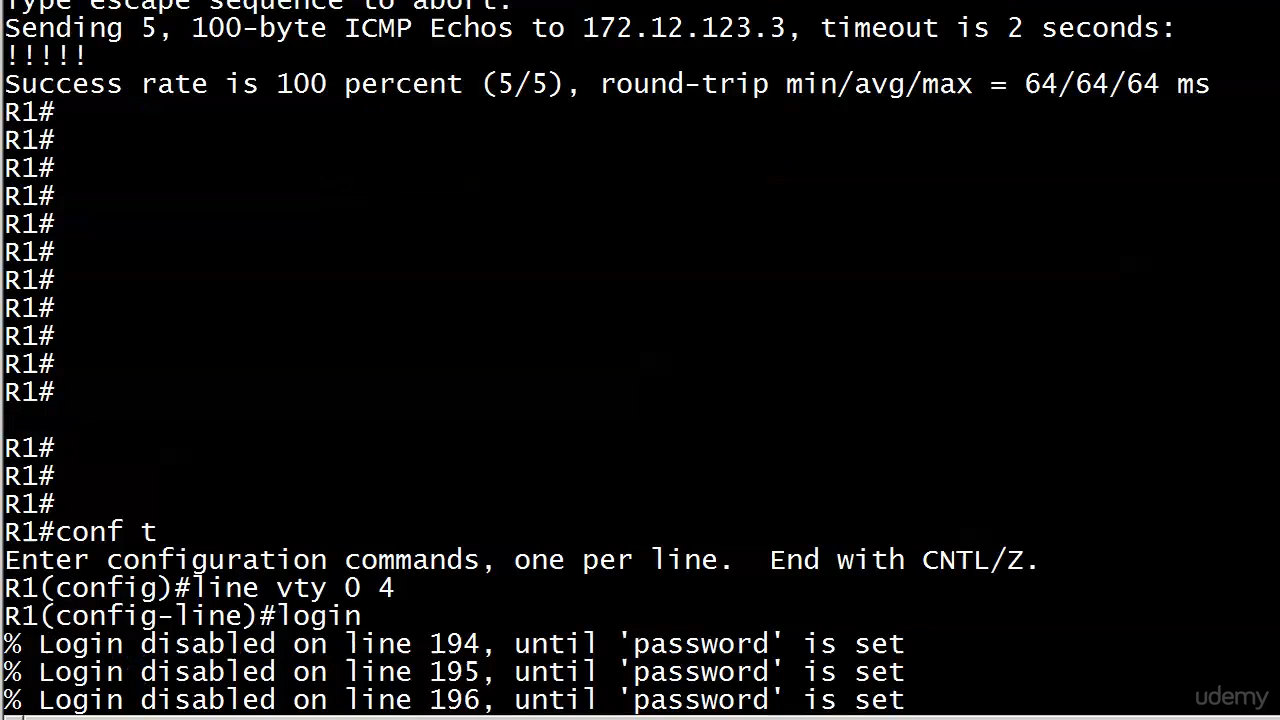 Type escape sequence to abort.
Sending 5, 100-byte ICMP Echos to 172.12.123.3, timeout is 2 seconds:
!!!!!
Success rate is 100 percent (5/5), round-trip min/avg/max = 64/64/64 ms
R1#
R1#
R1#
R1#
R1#
R1#
R1#
R1#
R1#
R1#
R1#
R1#
R1#
R1#
R1#conf t
Enter configuration commands, one per line.  End with CNTL/Z.
R1(config)#line vty 0 4
R1(config-line)#login
% Login disabled on line 194, until 'password' is set
% Login disabled on line 195, until 'password' is set
% Login disabled on line 196, until 'password' is set
udemy